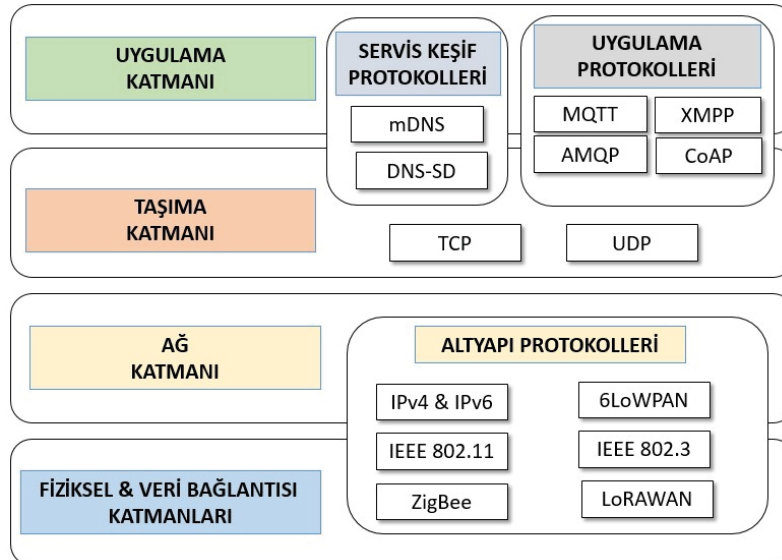 UYGULAMA
KATMANI
SERVİS KEŞİF
PROTOKOLLERİ
mDNS
DNS-SD
UYGULAMA
PROTOKOLLERİ
MQTT
XMPP
AMQP
CoAP
TAŞIMA
KATMANI
TCP
UDP
AĞ
KATMANI
ALTYAPI PROTOKOLLERİ
IPv4 & IPv6
6LoWPAN
IEEE 802.11
IEEE 802.3
ZigBee
LoRAWAN
FİZİKSEL & VERİ BAĞLANTISI
KATMANLARI